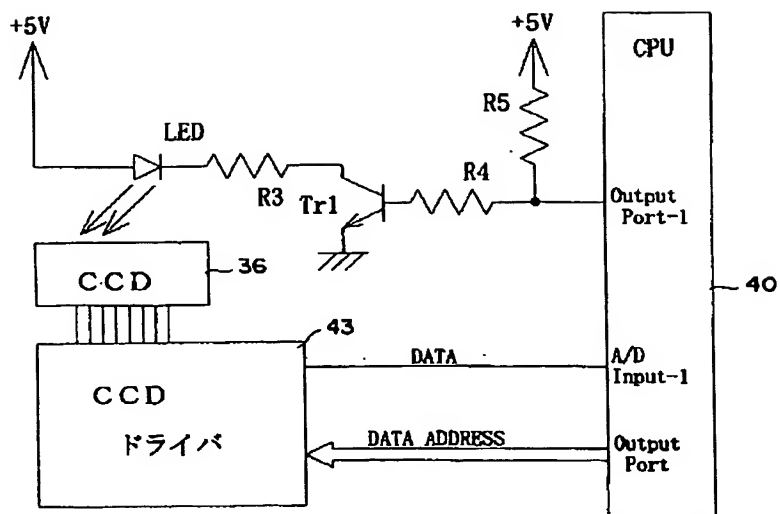 +5V
+5V
CPU
LED
R5
R3
R4
Tr1
Output
Port-1
CCD
36
40
43
DATA
A/D
Input-1
CCD
ドライバ
DATA ADDRESS
Output
Port